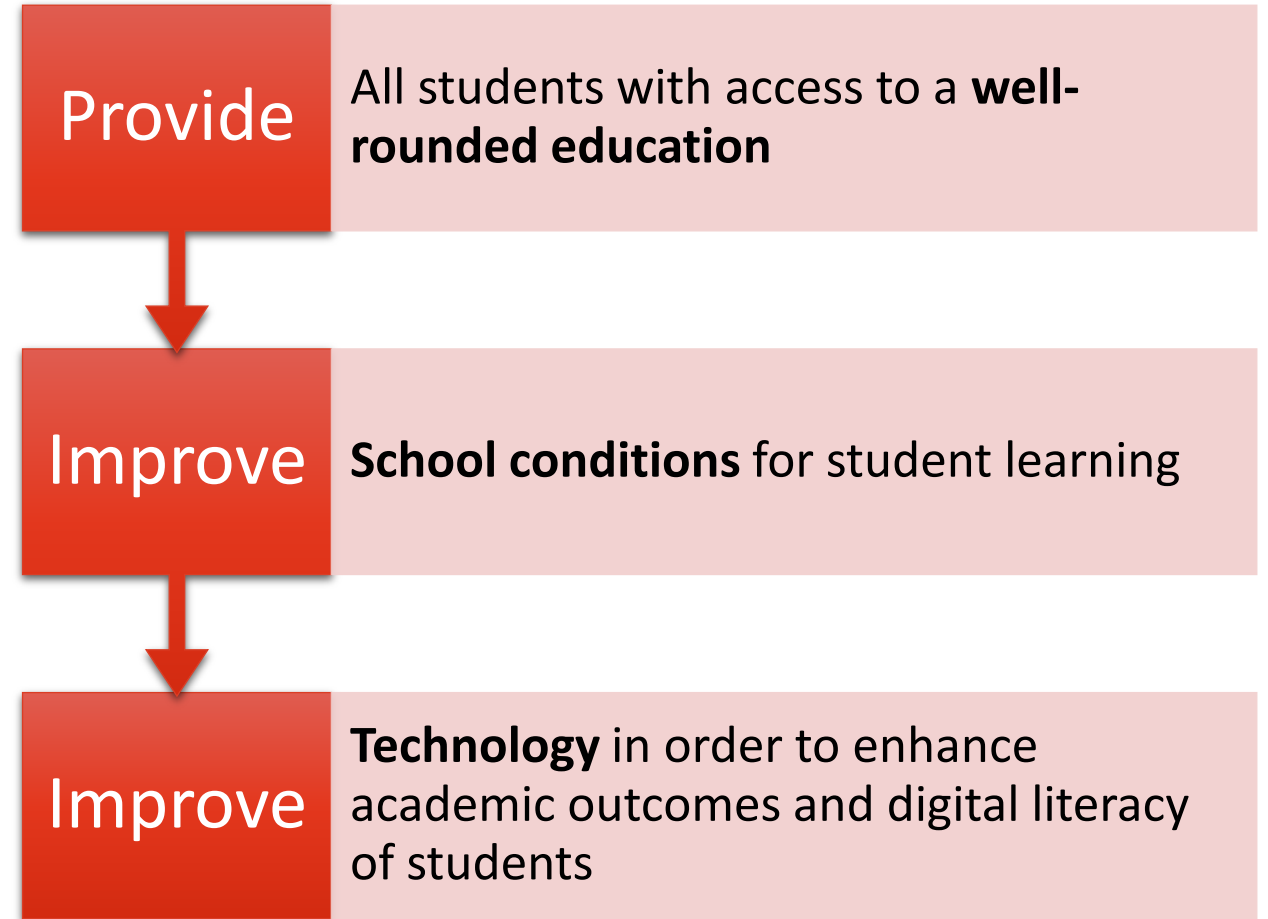 Provide
All students with access to a well-
rounded education
Improve
School conditions for student learning
Improve
Technology in order to enhance
academic outcomes and digital literacy
of students